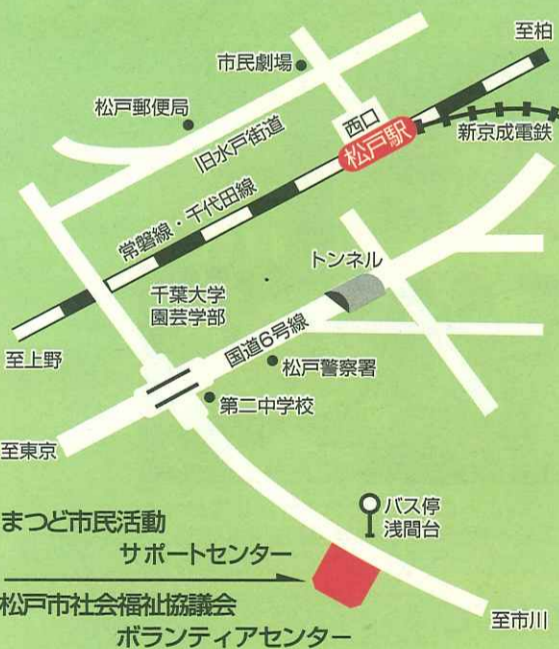 至柏
市民劇場
松戸郵便局
西口
松戸駅
新京成電鉄
旧水戸街道
常磐線・千代田線
トンネル
千葉大学
園芸学部
国道6号線
至上野
松戸警察署
第二中学校
至東京
バス停
浅間台
まつど市民活動
サポートセンター
松戸市社会福祉協議会
ボランティアセンター
至市川